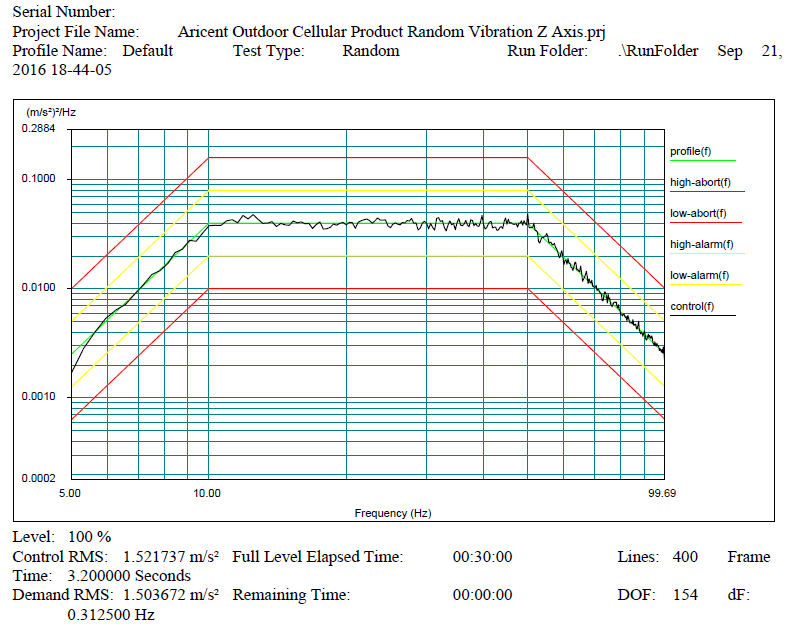 Serial Number:
Project File Name: Aricent Outdoor Cellular Product Random Vibration Z Axis.prj
Profile Name: Default Test Type: Random Run Folder: .\RunFolder Sep 21,
2016 18-44-05
(m/s²)²/Hz
0.2884
0.1000
0.0100
0.0010
0.0002
5.00 10.00 99.69
Frequency (Hz)
profile(f)
high-abort(f)
low-abort(f)
high-alarm(f)
low-alarm(f)
control(f)
Level: 100 %
Control RMS: 1.521737 m/s² Full Level Elapsed Time: 00:30:00 Lines: 400 Frame
Time: 3.200000 Seconds
Demand RMS: 1.503672 m/s² Remaining Time: 00:00:00 DOF: 154 dF:
0.312500 Hz